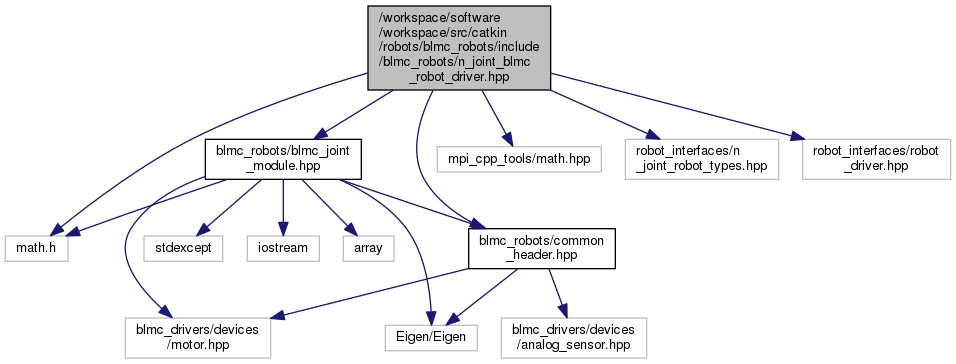 /workspace/software
/workspace/src/catkin
/robots/blmc_robots/include
/blmc_robots/n_joint_blmc
_robot_driver.hpp
blmc_robots/blmc_joint
_module.hpp
mpi_cpp_tools/math.hpp
robot_interfaces/n
_joint_robot_types.hpp
robot_interfaces/robot
_driver.hpp
math.h
stdexcept
iostream
array
blmc_robots/common
_header.hpp
blmc_drivers/devices
/motor.hpp
Eigen/Eigen
blmc_drivers/devices
/analog_sensor.hpp